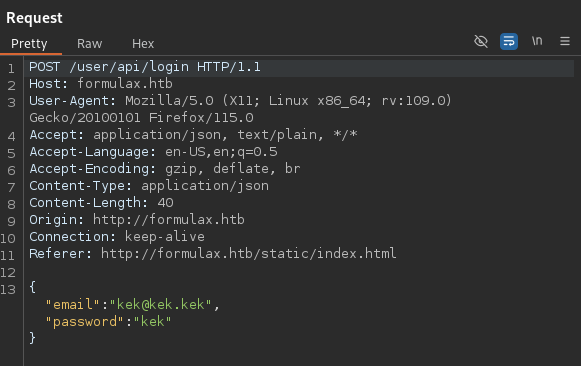 Request
Pretty Raw Hex \n
1 POST /user/api/login HTTP/1.1
2 Host: formulax.htb
3 User-Agent: Mozilla/5.0 (X11; Linux x86_64; rv:109.0)
Gecko/20100101 Firefox/115.0
4 Accept: application/json, text/plain, */*
5 Accept-Language: en-US,en;q=0.5
6 Accept-Encoding: gzip, deflate, br
7 Content-Type: application/json
8 Content-Length: 40
9 Origin: http://formulax.htb
10 Connection: keep-alive
11 Referer: http://formulax.htb/static/index.html
12
13 {
"email":"kek@kek.kek",
"password":"kek"
}